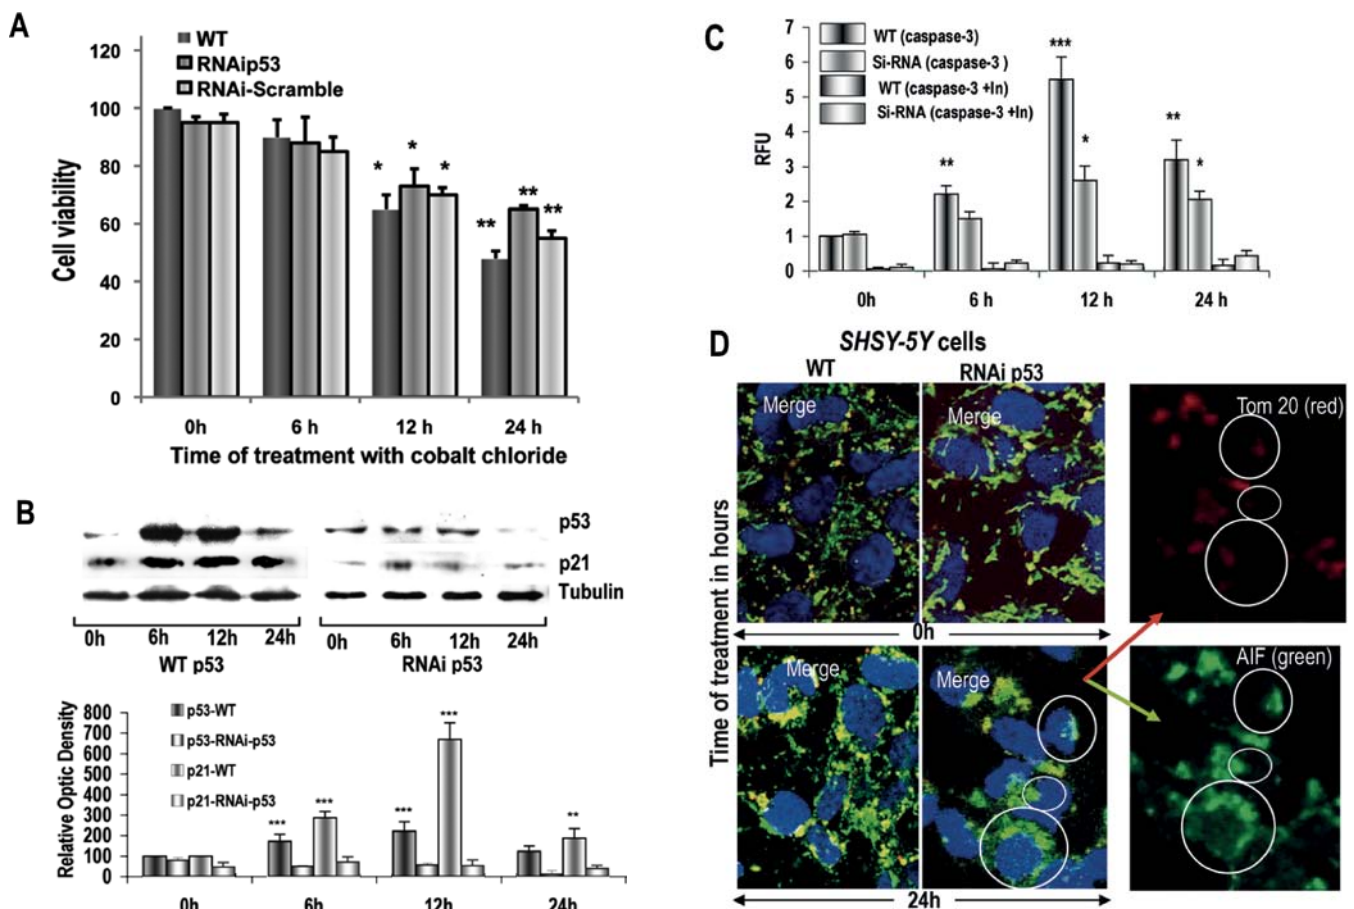 A
WT
RNAip53
RNAi-Scramble
120
100
80
60
40
20
0
Cell viability
* * *
** ** **
0h 6 h 12 h 24 h
Time of treatment with cobalt chloride
B
p53
p21
Tubulin
0h 6h 12h 24h 0h 6h 12h 24h
WT p53 RNAi p53
p53-WT
p53-RNAi-p53
p21-WT
p21-RNAi-p53
800
700
600
500
400
300
200
100
0
Relative Optic Density
*** *** *** *** **
0h 6h 12h 24h
C
WT (caspase-3)
Si-RNA (caspase-3 )
WT (caspase-3 +In)
Si-RNA (caspase-3 +In)
7
6
5
4
3
2
1
0
RFU
** *** * ** *
0h 6 h 12 h 24 h
D
SHSY-5Y cells
WT RNAi p53
Merge Merge Tom 20 (red)
0h
Merge Merge AIF (green)
24h
Time of treatment in hours